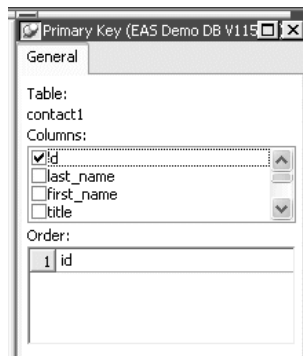 Primary Key (EAS Demo DB V115
General
Table:
contact1
Columns:
id
last_name
first_name
title
Order:
1 id